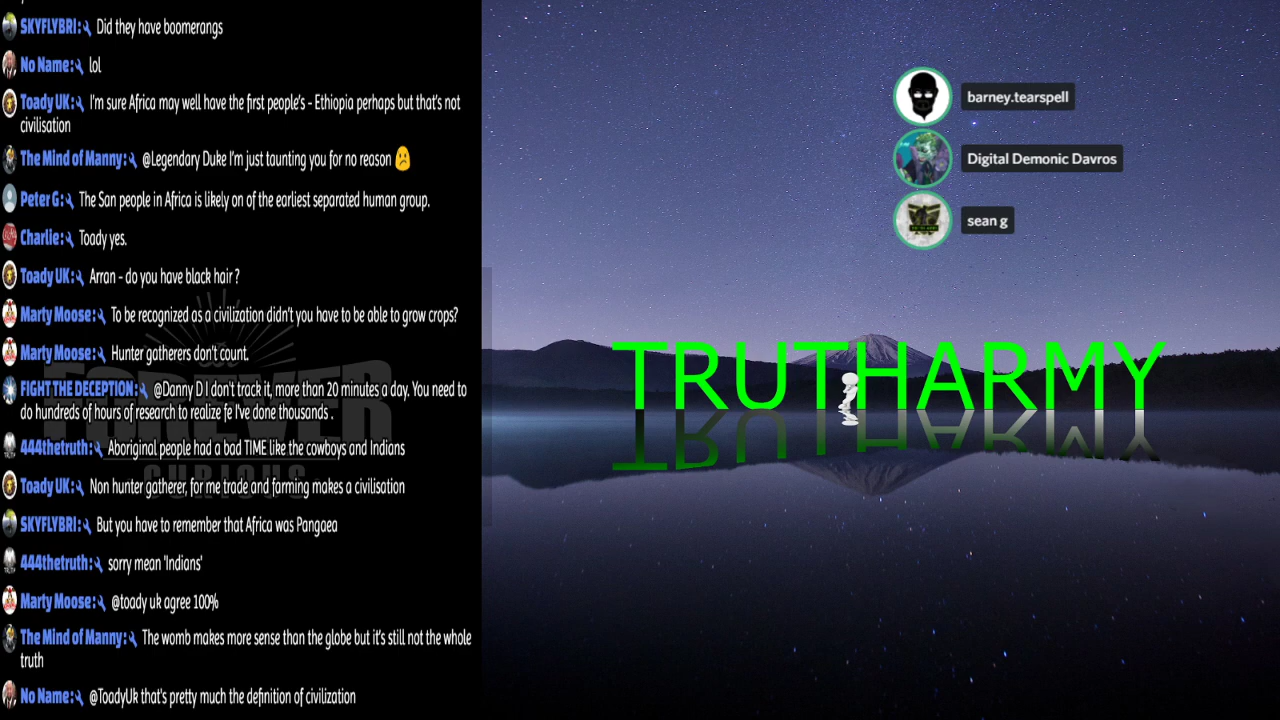 SKYFLYBRI: Did they have boomerangs
No Name: lol
Toady UK: I'm sure Africa may well have the first people's - Ethiopia perhaps but that's not
civilisation
The Mind of Manny: @Legendary Duke I'm just taunting you for no reason
Peter G: The San people in Africa is likely on of the earliest separated human group.
Charlie: Toady yes.
Toady UK: Arran - do you have black hair ?
Marty Moose: To be recognized as a civilization didn't you have to be able to grow crops?
Marty Moose: Hunter gatherers don't count.
FIGHT THE DECEPTION: @Danny D I don't track it, more than 20 minutes a day. You need to
do hundreds of hours of research to realize fe I've done thousands .
444thetruth: Aboriginal people had a bad TIME like the cowboys and Indians
Toady UK: Non hunter gatherer, for me trade and farming makes a civilisation
SKYFLYBRI: But you have to remember that Africa was Pangaea
444thetruth: sorry mean 'Indians'
Marty Moose: @toady uk agree 100%
The Mind of Manny: The womb makes more sense than the globe but it's still not the whole
truth
No Name: @ToadyUk that's pretty much the definition of civilization
FOREVER
CURIOUS
barney.tearspell
Digital Demonic Davros
sean g
TRUTHARMY